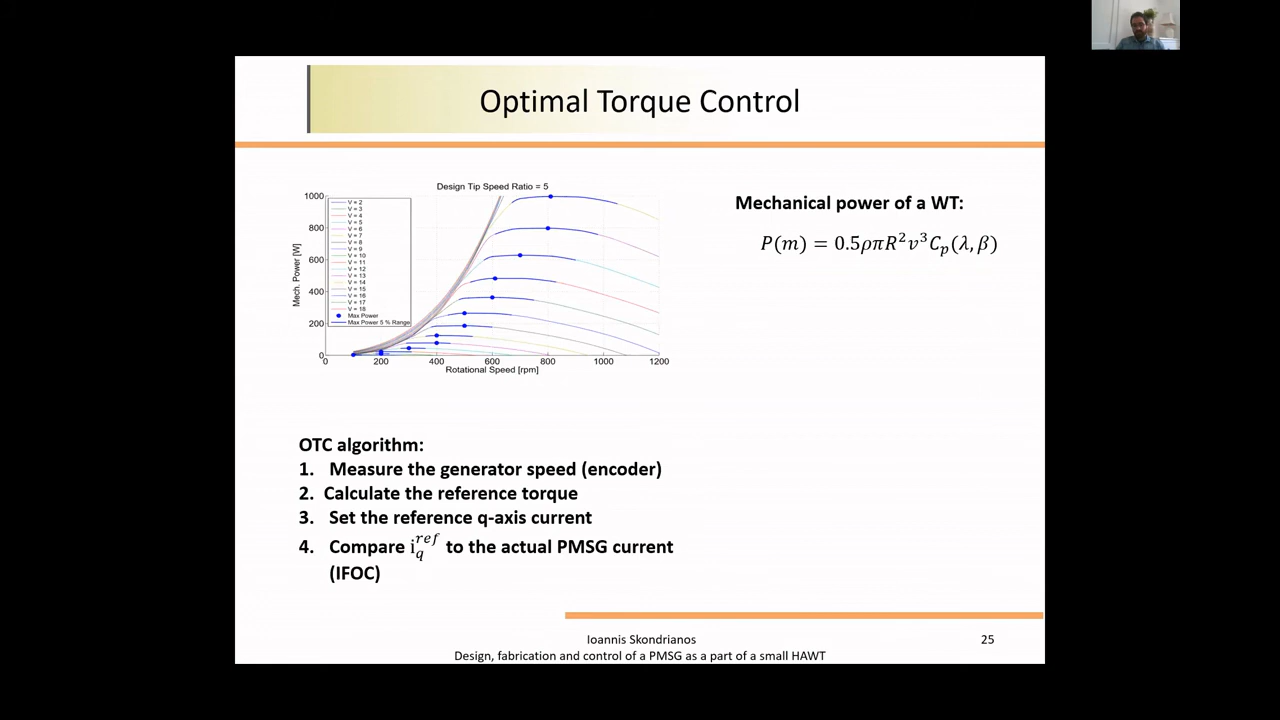 Optimal Torque Control
Design Tip Speed Ratio = 5
Mech. Power [W]
1000
800
600
400
200
0
V = 2
V = 3
V = 4
V = 5
V = 6
V = 7
V = 8
V = 9
V = 10
V = 11
V = 12
V = 13
V = 14
V = 15
V = 16
V = 17
V = 18
Max Power
Max Power 5 % Range
0 200 400 600 800 1000 1200
Rotational Speed [rpm]
Mechanical power of a WT:
P(m) = 0.5ρπR²v³Cₚ(λ, β)
OTC algorithm:
1. Measure the generator speed (encoder)
2. Calculate the reference torque
3. Set the reference q-axis current
4. Compare i_q^ref to the actual PMSG current
(IFOC)
Ioannis Skondrianos
25
Design, fabrication and control of a PMSG as a part of a small HAWT